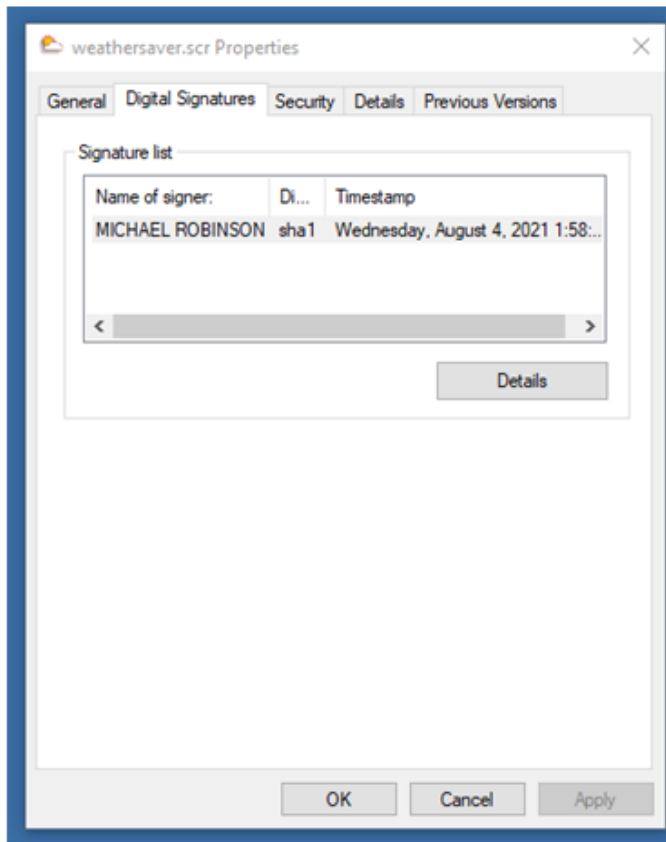 weathersaver.scr Properties
General Digital Signatures Security Details Previous Versions
Signature list
Name of signer: Di... Timestamp
MICHAEL ROBINSON sha1 Wednesday, August 4, 2021 1:58:...
Details
OK Cancel Apply